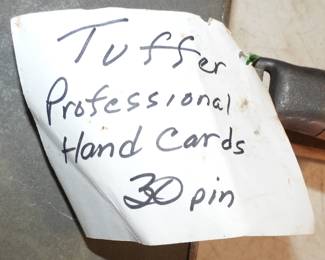 Tuffer
Professional
Hand Cards
30 pin